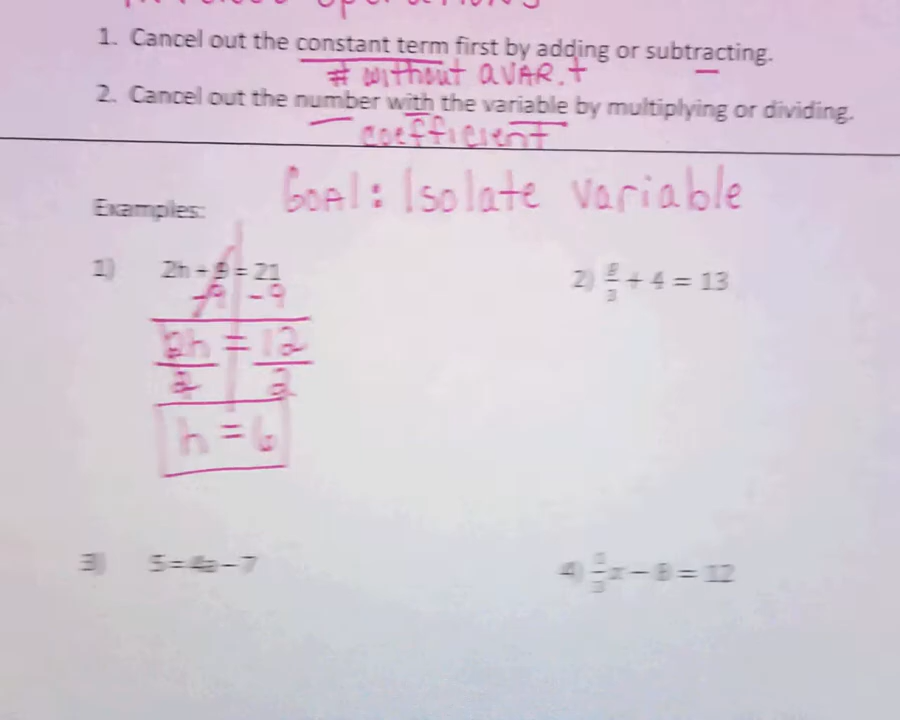 1. Cancel out the constant term first by adding or subtracting.
# without a VAR. +
2. Cancel out the number with the variable by multiplying or dividing.
coefficient
Goal: Isolate variable
Examples:
1) 2h + 9 = 21
-9 -9
2h = 12
2 2
h = 6
2) + 4 = 13
3) 5 = 4a − 7
4) x − 8 = 12